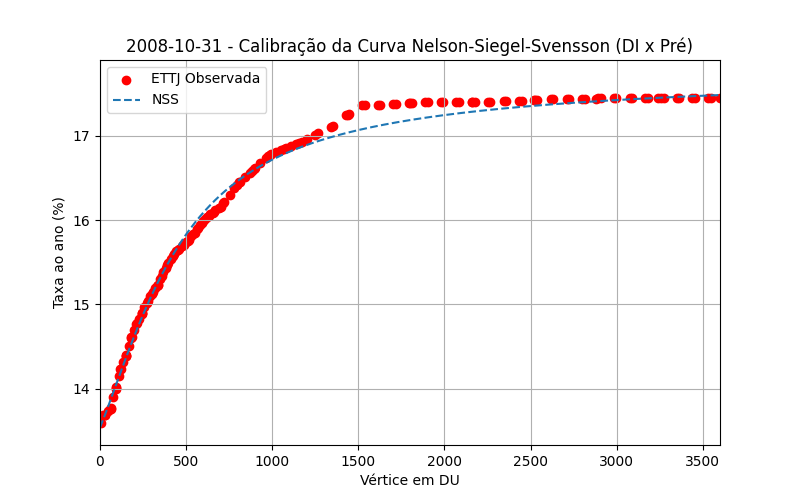 2008-10-31 - Calibração da Curva Nelson-Siegel-Svensson (DI x Pré)
ETTJ Observada
NSS
Taxa ao ano (%)
17
16
15
14
0 500 1000 1500 2000 2500 3000 3500
Vértice em DU